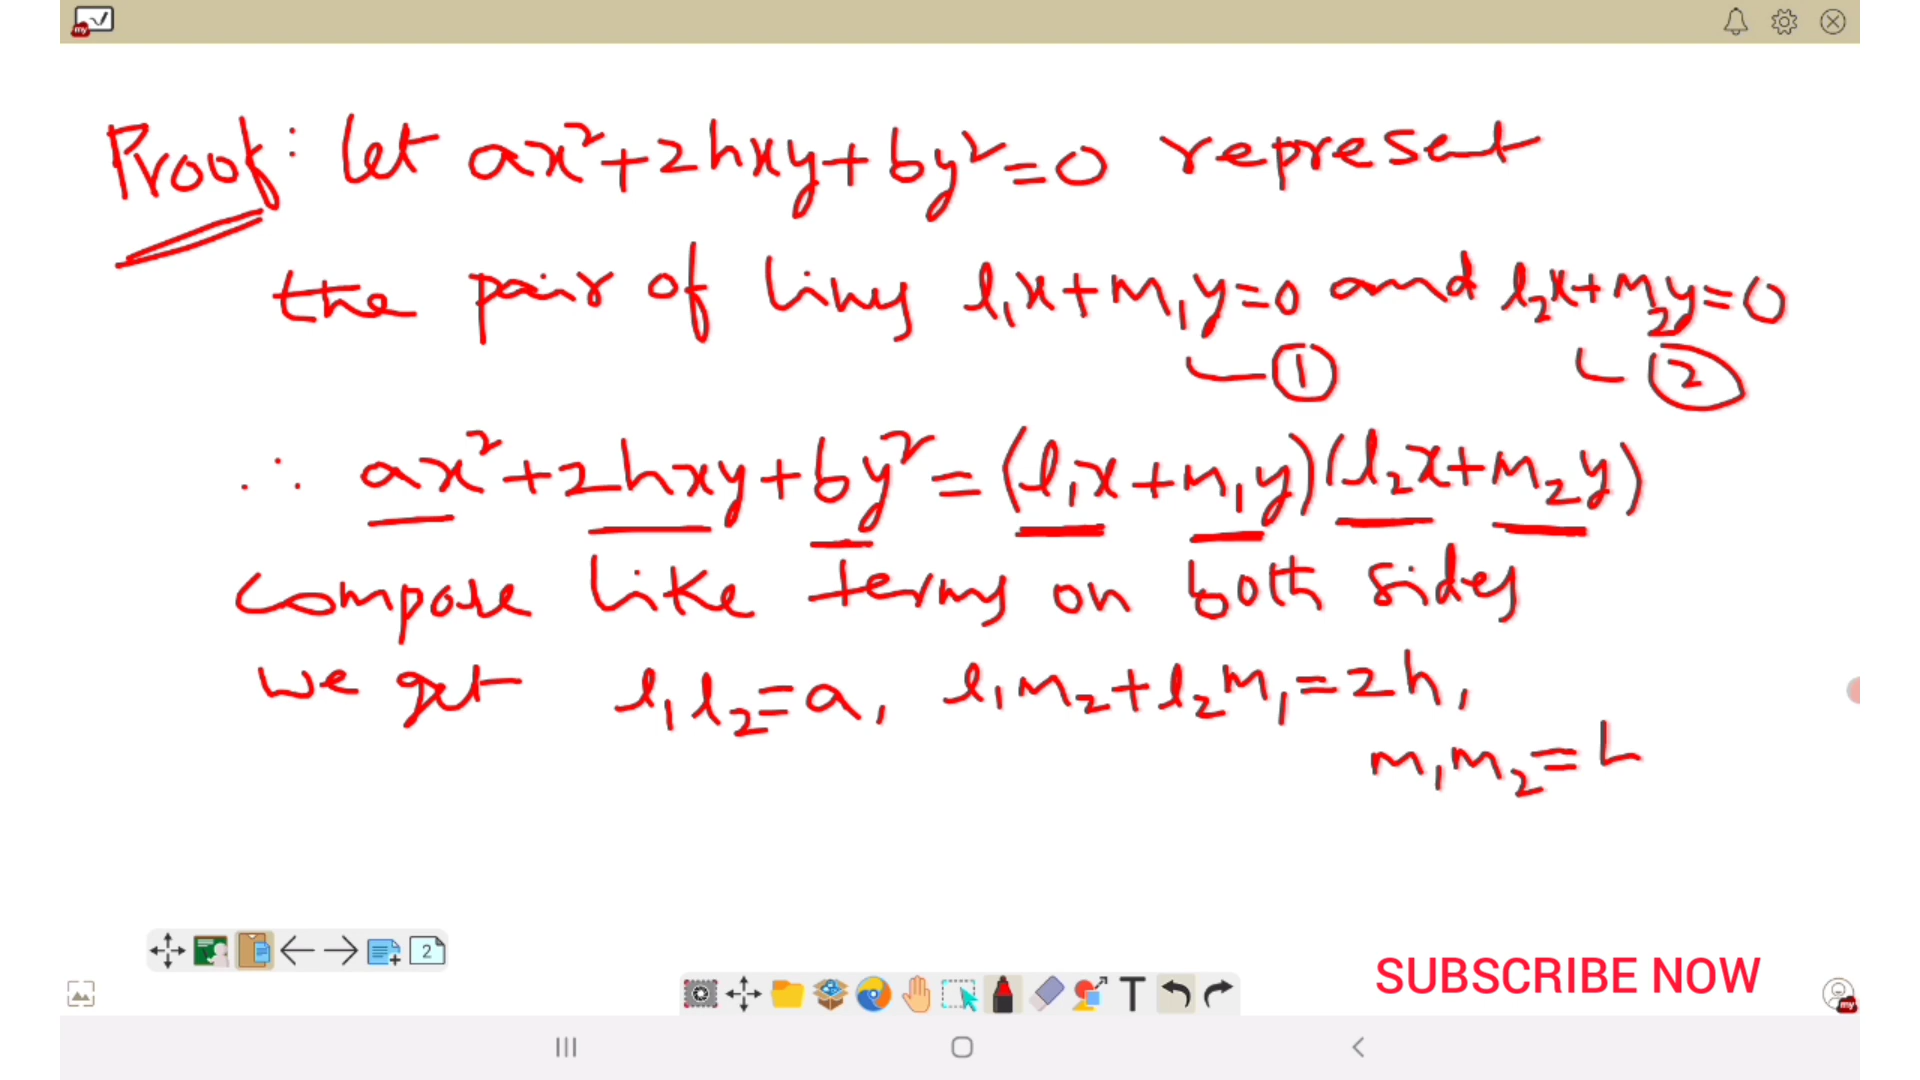 Proof: let ax²+2hxy+by²=0 represent
the pair of lines l₁x+m₁y=0 and l₂x+m₂y=0
①	②
∴ ax²+2hxy+by²=(l₁x+m₁y)(l₂x+m₂y)
compare like terms on both sides
we get l₁l₂=a, l₁m₂+l₂m₁=2h,
m₁m₂=
2
T
SUBSCRIBE NOW
my
my